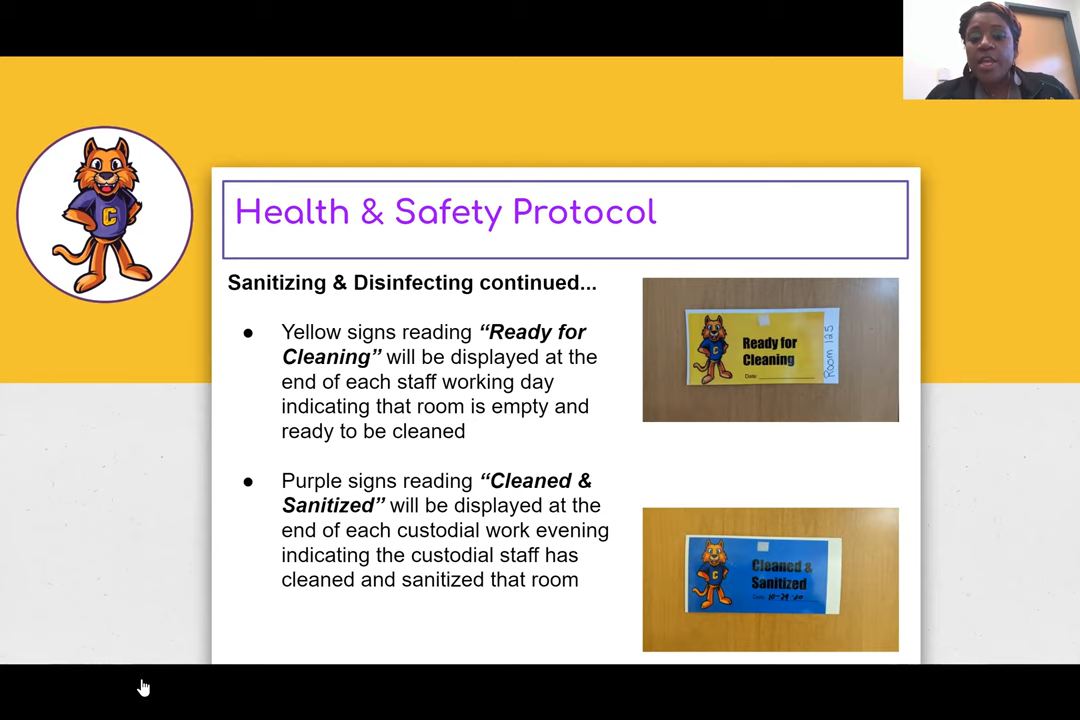 Health & Safety Protocol
Sanitizing & Disinfecting continued...
● Yellow signs reading “Ready for
Cleaning” will be displayed at the
end of each staff working day
indicating that room is empty and
ready to be cleaned
● Purple signs reading “Cleaned &
Sanitized” will be displayed at the
end of each custodial work evening
indicating the custodial staff has
cleaned and sanitized that room
C
C
Ready for
Cleaning
Date:
Room 125
C
Cleaned &
Sanitized
Date: 10-29 '20